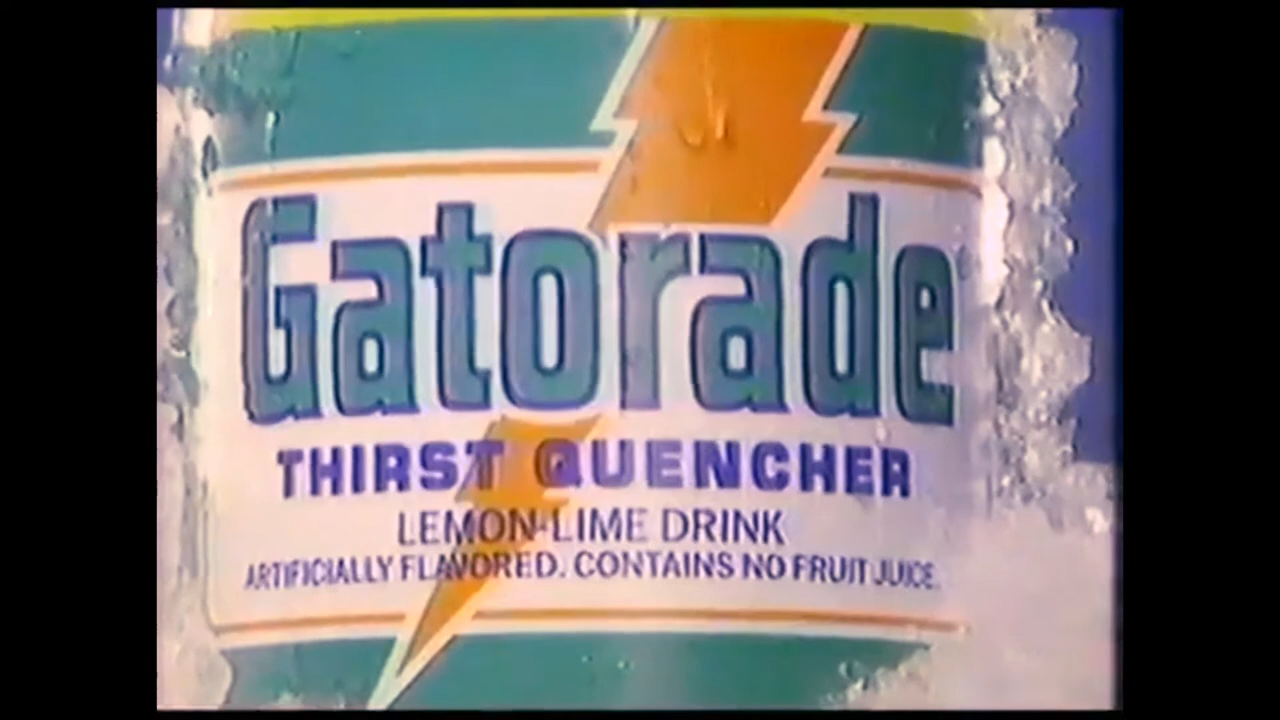 Gatorade
THIRST QUENCHER
LEMON-LIME DRINK
ARTIFICIALLY FLAVORED. CONTAINS NO FRUIT JUICE.